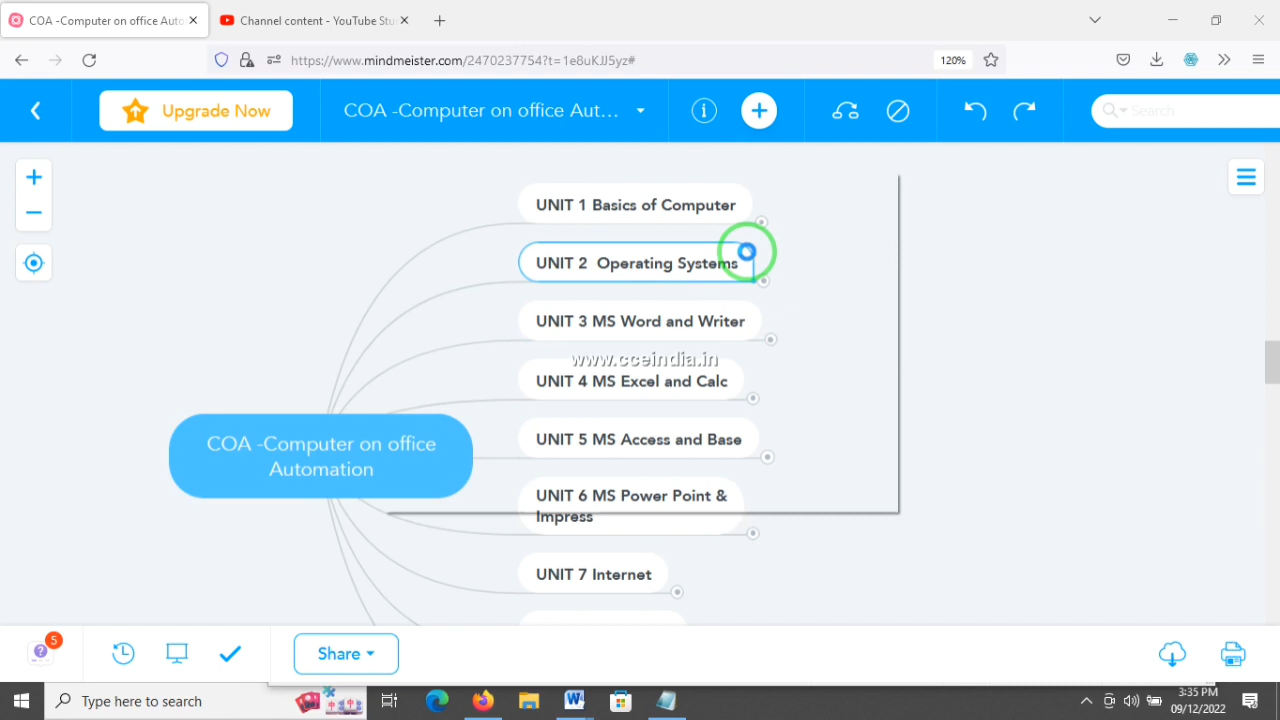 COA -Computer on office Auto
Channel content - YouTube Stu
https://www.mindmeister.com/2470237754?t=1e8uKJJ5yz#
120%
Upgrade Now
COA -Computer on office Aut...
Search
UNIT 1 Basics of Computer
UNIT 2 Operating Systems
UNIT 3 MS Word and Writer
www.cceindia.in
UNIT 4 MS Excel and Calc
COA -Computer on office
Automation
UNIT 5 MS Access and Base
UNIT 6 MS Power Point &
Impress
UNIT 7 Internet
5
Share
Type here to search
3:35 PM
09/12/2022